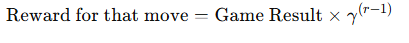 Reward for that move = Game Result × γ^(r−1)